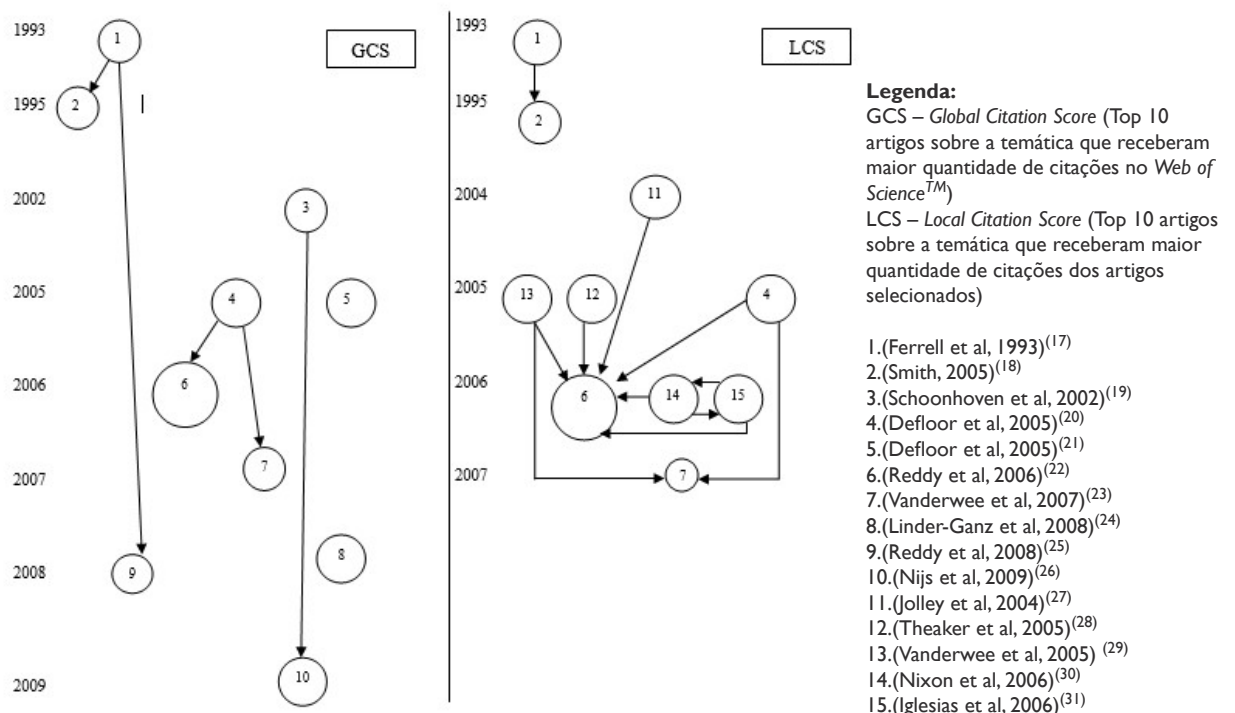 1993
1
GCS
1995
2
2002
3
2005
4
5
2006
6
7
2007
8
2008
9
10
2009
1993
1
LCS
1995
2
2004
11
2005
13
12
4
2006
6
14
15
2007
7
Legenda:
GCS – Global Citation Score (Top 10
artigos sobre a temática que receberam
maior quantidade de citações no Web of
Science™)
LCS – Local Citation Score (Top 10 artigos
sobre a temática que receberam maior
quantidade de citações dos artigos
selecionados)
1.(Ferrell et al, 1993)(17)
2.(Smith, 2005)(18)
3.(Schoonhoven et al, 2002)(19)
4.(Defloor et al, 2005)(20)
5.(Defloor et al, 2005)(21)
6.(Reddy et al, 2006)(22)
7.(Vanderwee et al, 2007)(23)
8.(Linder-Ganz et al, 2008)(24)
9.(Reddy et al, 2008)(25)
10.(Nijs et al, 2009)(26)
11.(Jolley et al, 2004)(27)
12.(Theaker et al, 2005)(28)
13.(Vanderwee et al, 2005) (29)
14.(Nixon et al, 2006)(30)
15.(Iglesias et al, 2006)(31)